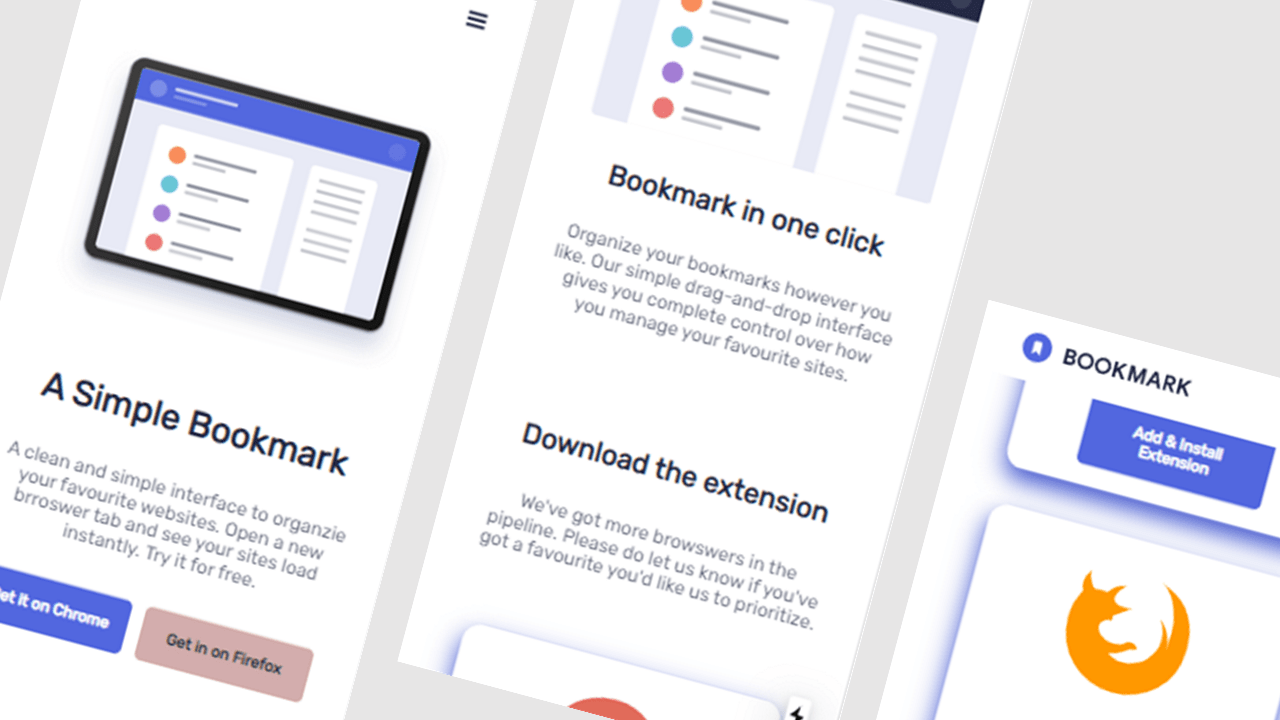 A Simple Bookmark
A clean and simple interface to organzie
your favourite websites. Open a new
brroswer tab and see your sites load
instantly. Try it for free.
it on Chrome
Get in on Firefox
Bookmark in one click
Organize your bookmarks however you
like. Our simple drag-and-drop interface
gives you complete control over how
you manage your favourite sites.
Download the extension
We've got more browswers in the
pipeline. Please do let us know if you've
got a favourite you'd like us to prioritize.
BOOKMARK
Add & Install
Extension